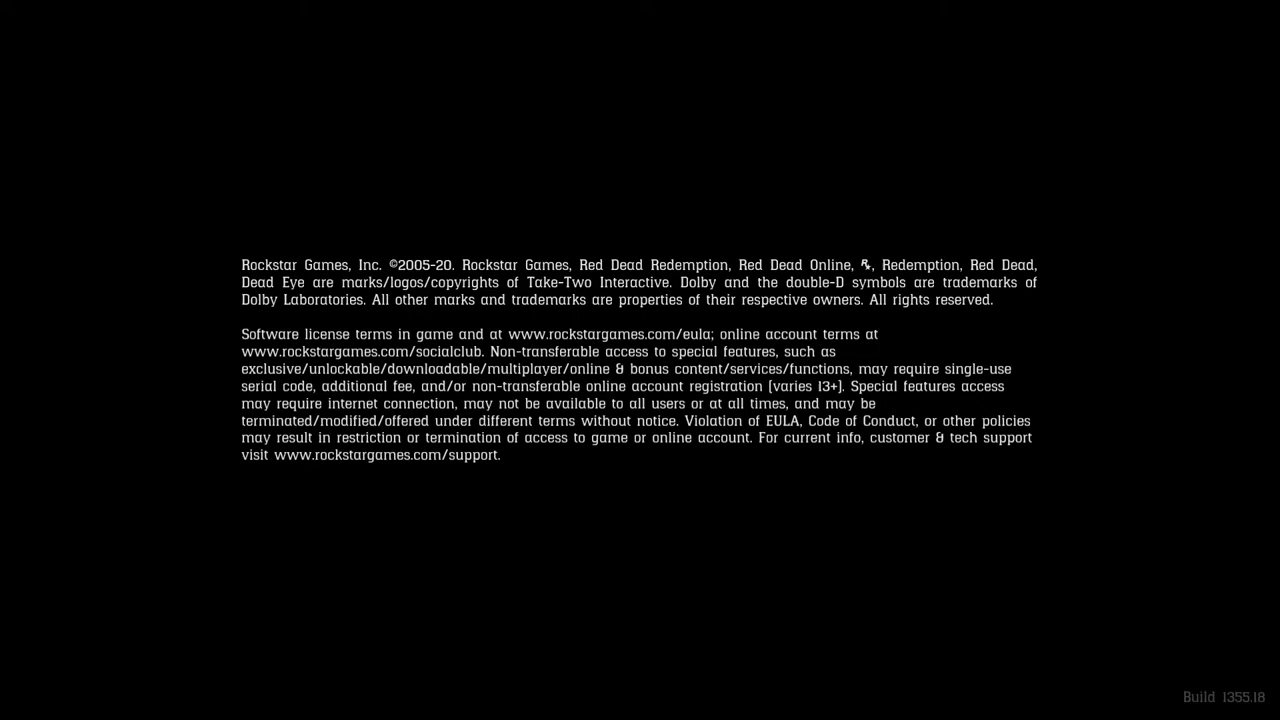 Rockstar Games, Inc. ©2005-20. Rockstar Games, Red Dead Redemption, Red Dead Online, R*, Redemption, Red Dead,
Dead Eye are marks/logos/copyrights of Take-Two Interactive. Dolby and the double-D symbols are trademarks of
Dolby Laboratories. All other marks and trademarks are properties of their respective owners. All rights reserved.
Software license terms in game and at www.rockstargames.com/eula; online account terms at
www.rockstargames.com/socialclub. Non-transferable access to special features, such as
exclusive/unlockable/downloadable/multiplayer/online & bonus content/services/functions, may require single-use
serial code, additional fee, and/or non-transferable online account registration (varies 13+). Special features access
may require internet connection, may not be available to all users or at all times, and may be
terminated/modified/offered under different terms without notice. Violation of EULA, Code of Conduct, or other policies
may result in restriction or termination of access to game or online account. For current info, customer & tech support
visit www.rockstargames.com/support.
Build 1355.18